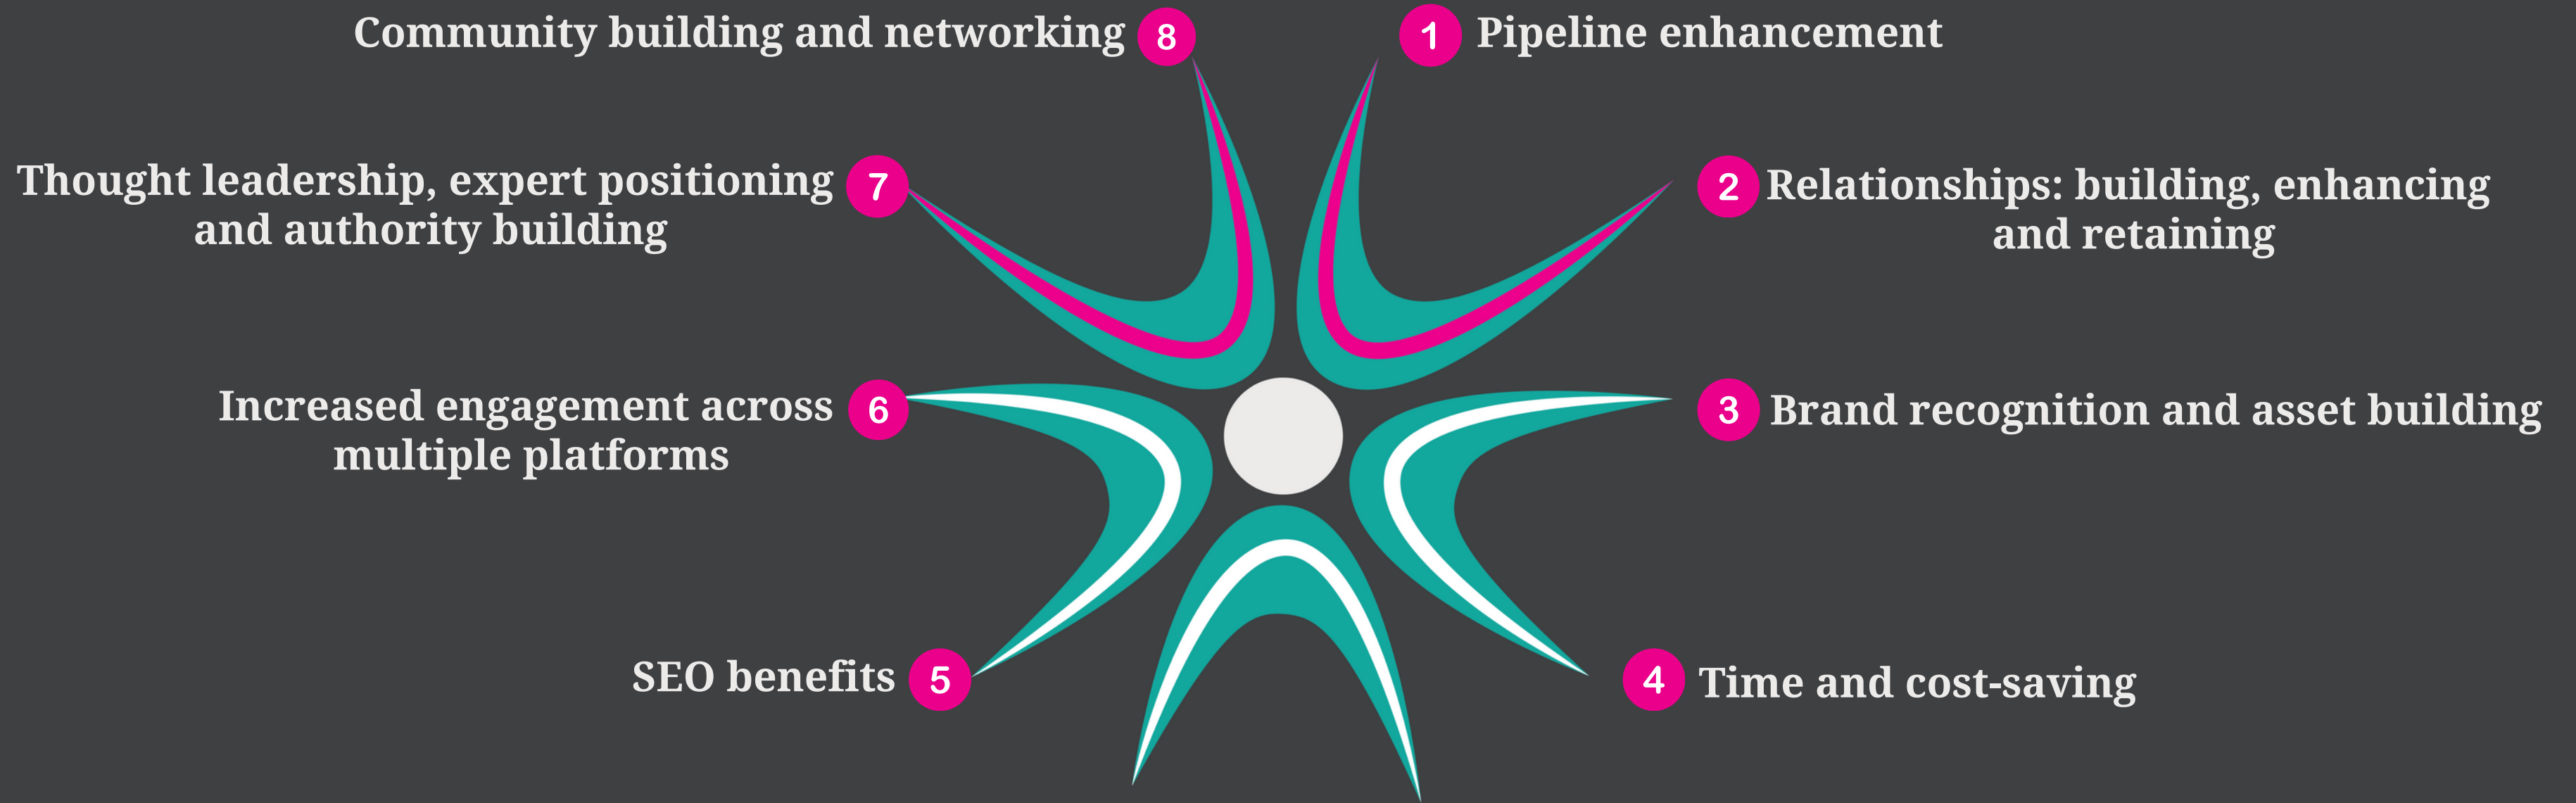 1 Pipeline enhancement
2 Relationships: building, enhancing
and retaining
3 Brand recognition and asset building
4 Time and cost-saving
5 SEO benefits
6 Increased engagement across
multiple platforms
7 Thought leadership, expert positioning
and authority building
8 Community building and networking